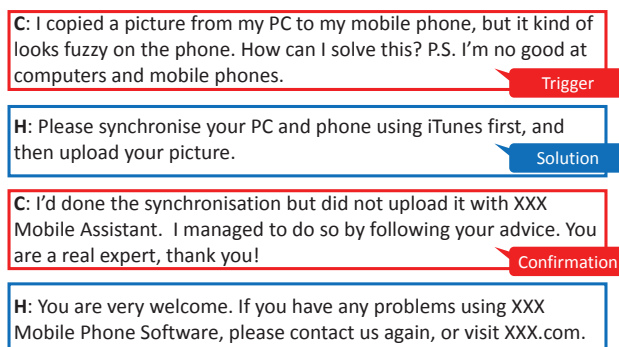 C: I copied a picture from my PC to my mobile phone, but it kind of
looks fuzzy on the phone. How can I solve this? P.S. I’m no good at
computers and mobile phones.
Trigger
H: Please synchronise your PC and phone using iTunes first, and
then upload your picture.
Solution
C: I’d done the synchronisation but did not upload it with XXX
Mobile Assistant.  I managed to do so by following your advice. You
are a real expert, thank you!
Confirmation
H: You are very welcome. If you have any problems using XXX
Mobile Phone Software, please contact us again, or visit XXX.com.